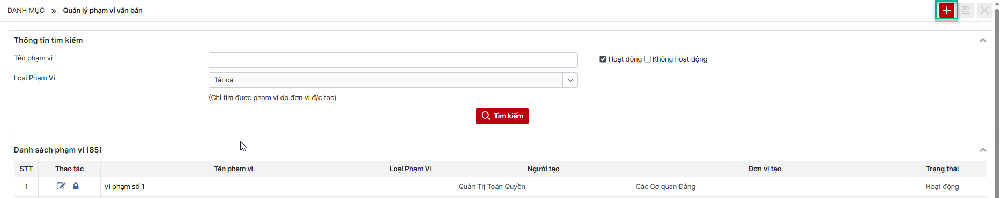 DANH MỤC » Quản lý phạm vi văn bản
Thông tin tìm kiếm
Tên phạm vi
Hoạt động Không hoạt động
Loại Phạm Vi Tất cả
(Chỉ tìm được phạm vi do đơn vị đ/c tạo)
Tìm kiếm
Danh sách phạm vi (85)
STT Thao tác Tên phạm vi Loại Phạm Vi Người tạo Đơn vị tạo Trạng thái
1 Vi phạm số 1 Quản Trị Toàn Quyền Các Cơ quan Đảng Hoạt động